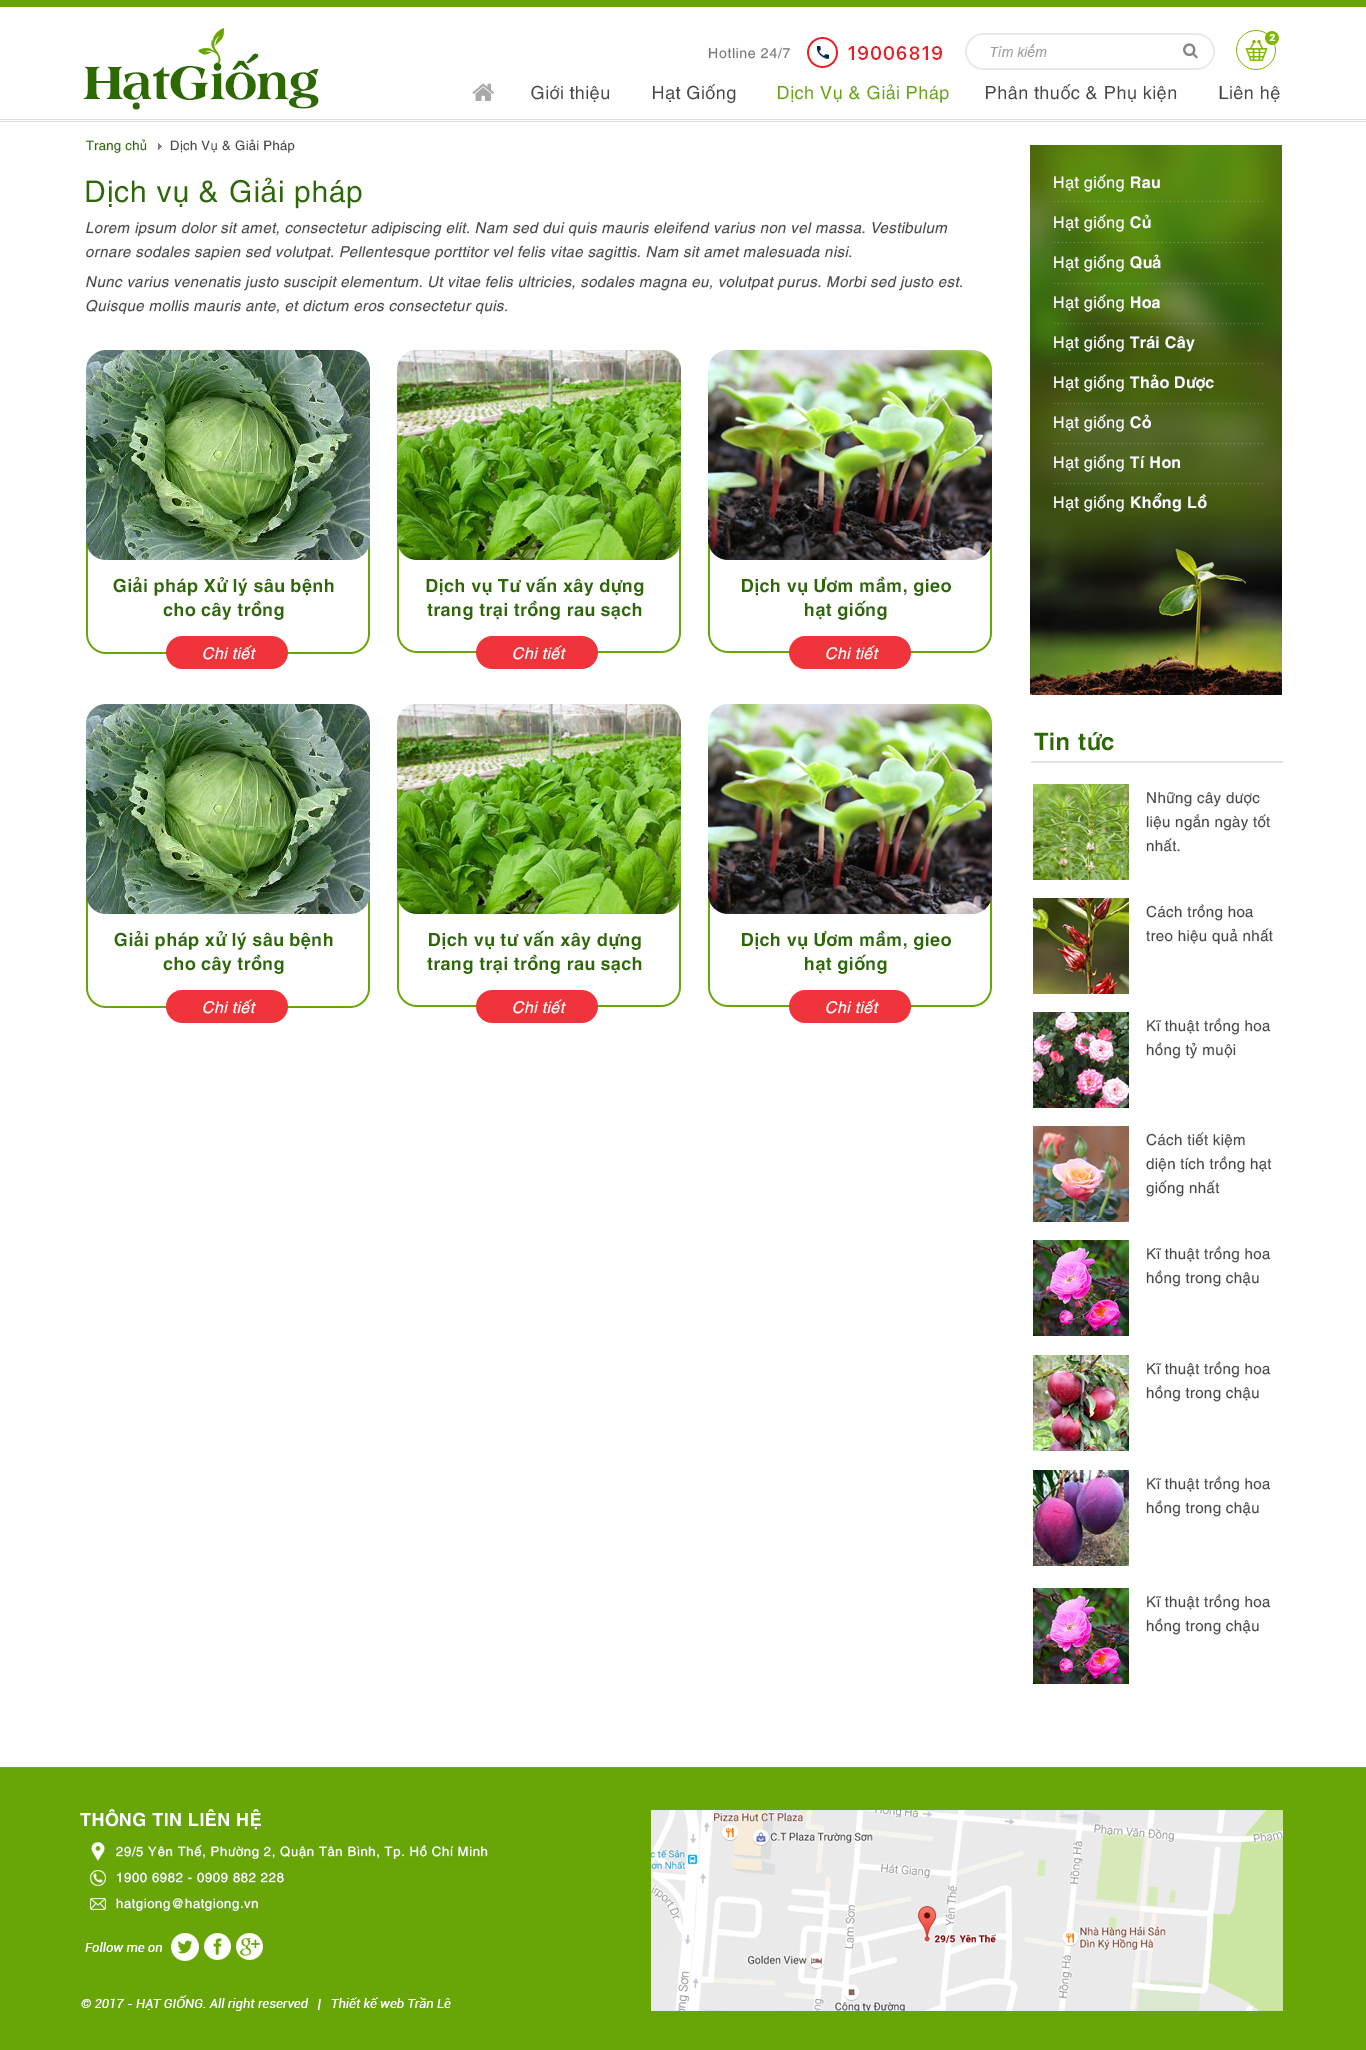 HạtGiống
Hotline 24/7
19006819
Tìm kiếm
2
Giới thiệu
Hạt Giống
Dịch Vụ & Giải Pháp
Phân thuốc & Phụ kiện
Liên hệ
Trang chủ
Dịch Vụ & Giải Pháp
Dịch vụ & Giải pháp
Lorem ipsum dolor sit amet, consectetur adipiscing elit. Nam sed dui quis mauris eleifend varius non vel massa. Vestibulum
ornare sodales sapien sed volutpat. Pellentesque porttitor vel felis vitae sagittis. Nam sit amet malesuada nisi.
Nunc varius venenatis justo suscipit elementum. Ut vitae felis ultricies, sodales magna eu, volutpat purus. Morbi sed justo est.
Quisque mollis mauris ante, et dictum eros consectetur quis.
Giải pháp Xử lý sâu bệnh
cho cây trồng
Chi tiết
Dịch vụ Tư vấn xây dựng
trang trại trồng rau sạch
Chi tiết
Dịch vụ Ươm mầm, gieo
hạt giống
Chi tiết
Giải pháp xử lý sâu bệnh
cho cây trồng
Chi tiết
Dịch vụ tư vấn xây dựng
trang trại trồng rau sạch
Chi tiết
Dịch vụ Ươm mầm, gieo
hạt giống
Chi tiết
Hạt giống Rau
Hạt giống Củ
Hạt giống Quả
Hạt giống Hoa
Hạt giống Trái Cây
Hạt giống Thảo Dược
Hạt giống Cỏ
Hạt giống Tí Hon
Hạt giống Khổng Lồ
Tin tức
Những cây dược
liệu ngắn ngày tốt
nhất.
Cách trồng hoa
treo hiệu quả nhất
Kĩ thuật trồng hoa
hồng tỷ muội
Cách tiết kiệm
diện tích trồng hạt
giống nhất
Kĩ thuật trồng hoa
hồng trong chậu
Kĩ thuật trồng hoa
hồng trong chậu
Kĩ thuật trồng hoa
hồng trong chậu
Kĩ thuật trồng hoa
hồng trong chậu
THÔNG TIN LIÊN HỆ
29/5 Yên Thế, Phường 2, Quận Tân Bình, Tp. Hồ Chí Minh
1900 6982 - 0909 882 228
hatgiong@hatgiong.vn
Follow me on
© 2017 - HẠT GIỐNG. All right reserved | Thiết kế web Trần Lê
Pizza Hut CT Plaza
Hồng Hà
C.T Plaza Trường Sơn
Phạm Văn Đồng
Phạm
c tế Sân
ơn Nhất
Hát Giang
Hồng Hà
irport Dr
Lam Sơn
Yên Thế
29/5 Yên Thế
Nhà Hàng Hải Sản
Dìn Ký Hồng Hà
Golden View
Hồng Hà
ng Sơn
Công ty Đường